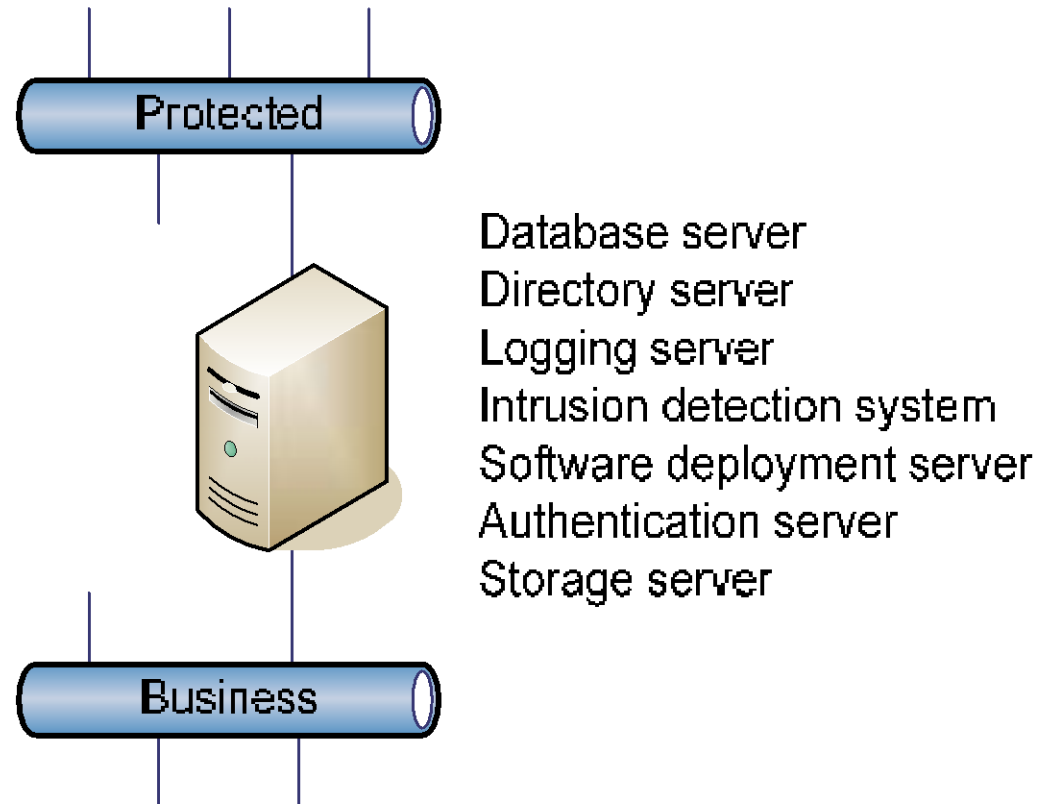 Protected
Database server
Directory server
Logging server
Intrusion detection system
Software deployment server
Authentication server
Storage server
Business